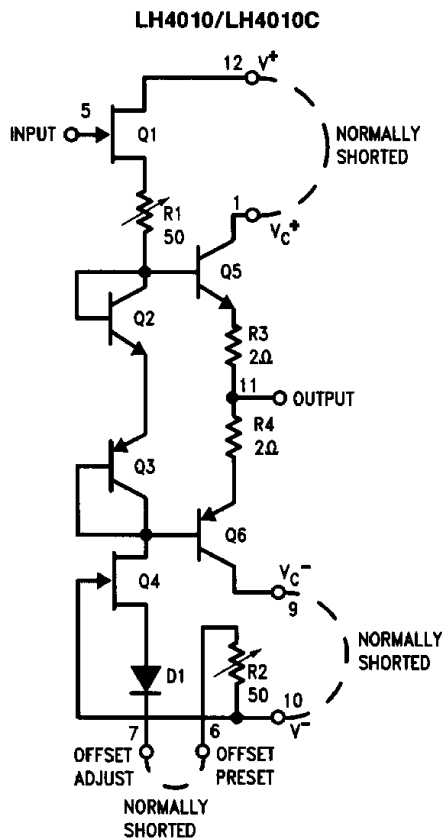 LH4010/LH4010C
12 V+
5
INPUT
Q1
NORMALLY
SHORTED
R1
50
1
VC+
Q5
Q2
R3
2Ω
11
OUTPUT
R4
2Ω
Q3
Q6
Q4
VC-
9
NORMALLY
SHORTED
D1
R2
50
10
V-
7
6
OFFSET
ADJUST
OFFSET
PRESET
NORMALLY
SHORTED